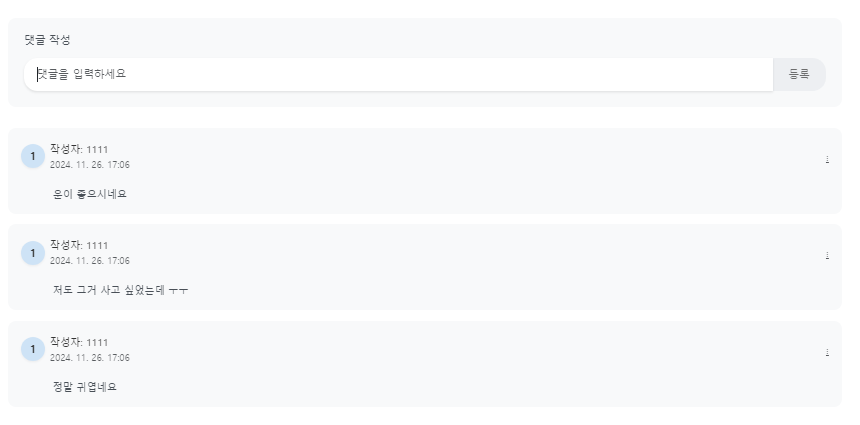 댓글 작성
댓글을 입력하세요
등록
1
작성자: 1111
2024. 11. 26. 17:06
운이 좋으시네요
1
작성자: 1111
2024. 11. 26. 17:06
저도 그거 사고 싶었는데 ㅜㅜ
1
작성자: 1111
2024. 11. 26. 17:06
정말 귀엽네요